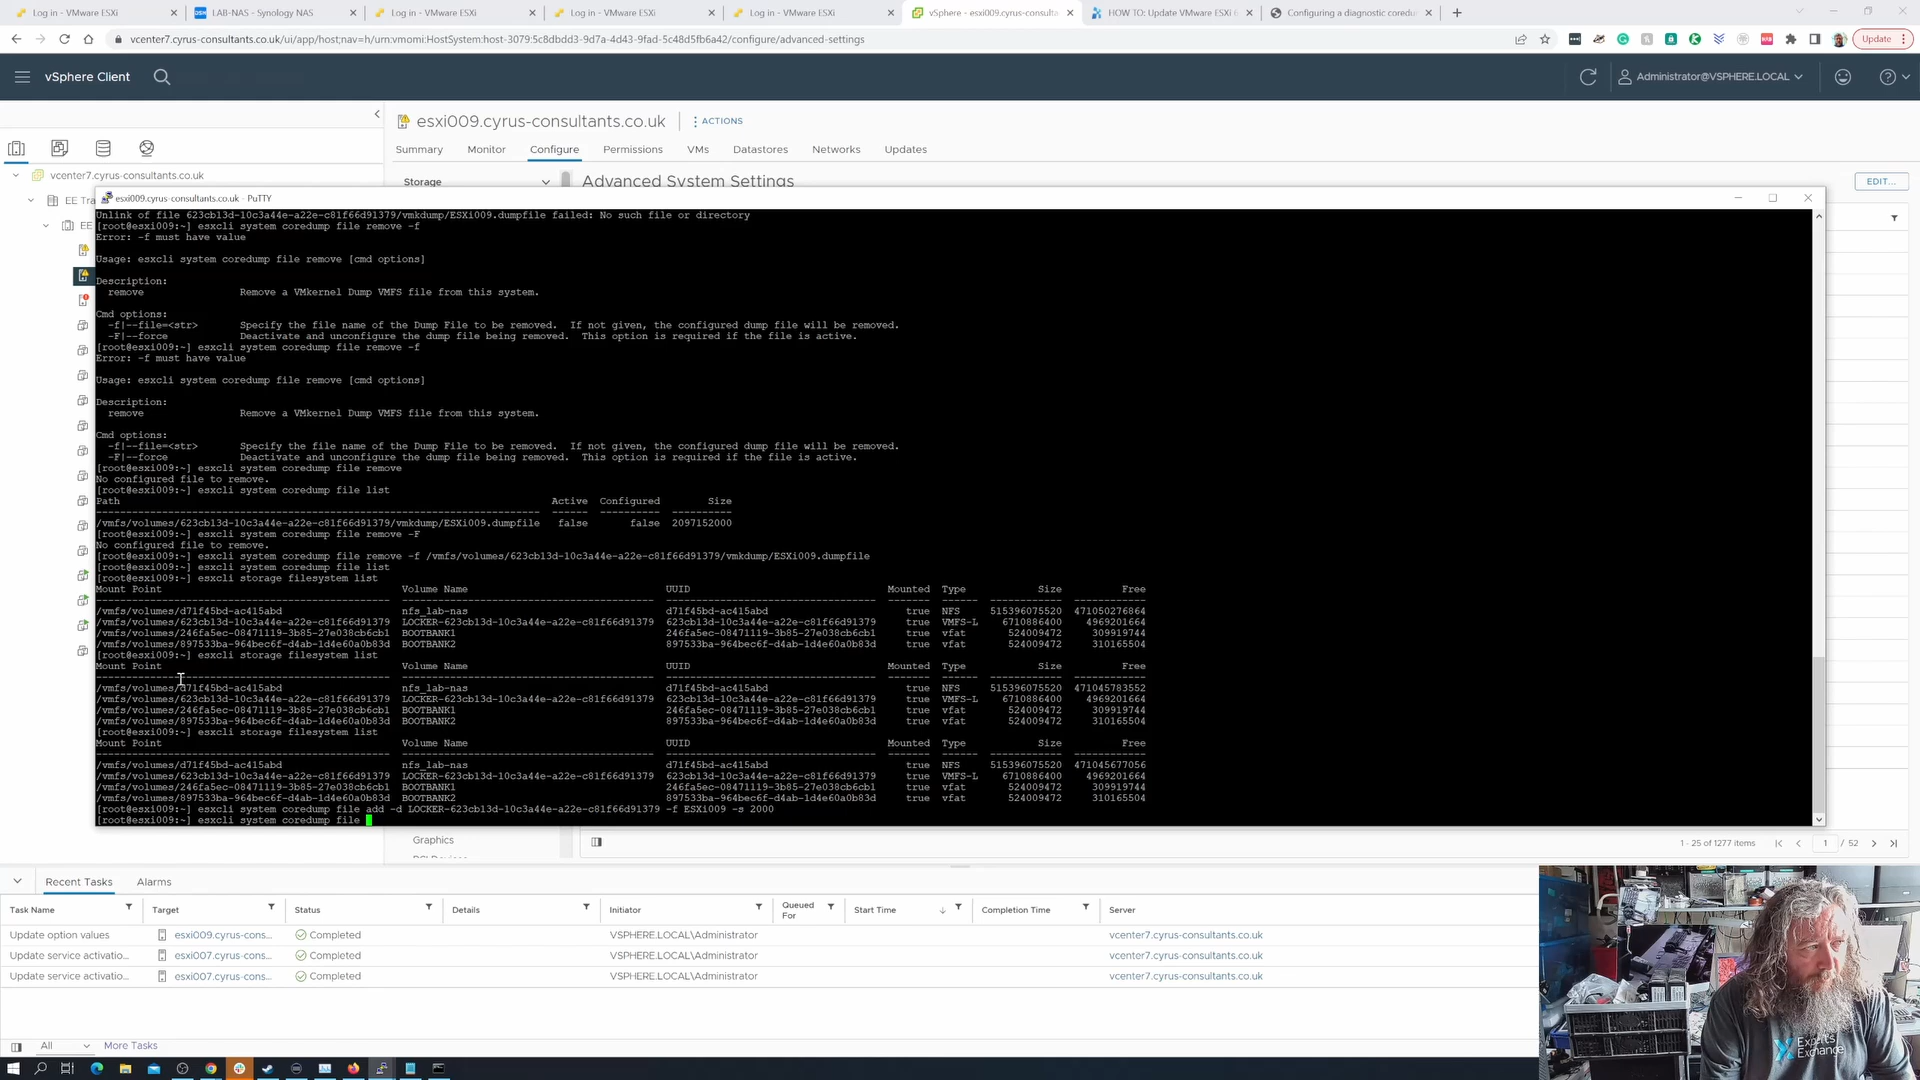 Log in - VMware ESXi
LAB-NAS - Synology NAS
Log in - VMware ESXi
Log in - VMware ESXi
Log in - VMware ESXi
vSphere - esxi009.cyrus-consulta
HOW TO: Update VMware ESXi 6
Configuring a diagnostic coredu
vcenter7.cyrus-consultants.co.uk/ui/app/host;nav=h/urn:vmomi:HostSystem:host-3079:5c8dbdd3-9d7a-4d43-9fad-5c48d5fb6a42/configure/advanced-settings
Update
vSphere Client
Administrator@VSPHERE.LOCAL
esxi009.cyrus-consultants.co.uk
ACTIONS
Summary
Monitor
Configure
Permissions
VMs
Datastores
Networks
Updates
vcenter7.cyrus-consultants.co.uk
EE Tra
EE
Storage
Advanced System Settings
EDIT...
esxi009.cyrus-consultants.co.uk - PuTTY
Unlink of file 623cb13d-10c3a44e-a22e-c81f66d91379/vmkdump/ESXi009.dumpfile failed: No such file or directory
[root@esxi009:~] esxcli system coredump file remove -f
Error: -f must have value
Usage: esxcli system coredump file remove [cmd options]
Description:
remove Remove a VMkernel Dump VMFS file from this system.
Cmd options:
-f|--file=<str> Specify the file name of the Dump File to be removed. If not given, the configured dump file will be removed.
-F|--force Deactivate and unconfigure the dump file being removed. This option is required if the file is active.
[root@esxi009:~] esxcli system coredump file remove -f
Error: -f must have value
Usage: esxcli system coredump file remove [cmd options]
Description:
remove Remove a VMkernel Dump VMFS file from this system.
Cmd options:
-f|--file=<str> Specify the file name of the Dump File to be removed. If not given, the configured dump file will be removed.
-F|--force Deactivate and unconfigure the dump file being removed. This option is required if the file is active.
[root@esxi009:~] esxcli system coredump file remove
No configured file to remove.
[root@esxi009:~] esxcli system coredump file list
Path Active Configured Size
/vmfs/volumes/623cb13d-10c3a44e-a22e-c81f66d91379/vmkdump/ESXi009.dumpfile false false 2097152000
[root@esxi009:~] esxcli system coredump file remove -F
No configured file to remove.
[root@esxi009:~] esxcli system coredump file remove -f /vmfs/volumes/623cb13d-10c3a44e-a22e-c81f66d91379/vmkdump/ESXi009.dumpfile
[root@esxi009:~] esxcli system coredump file list
[root@esxi009:~] esxcli storage filesystem list
Mount Point Volume Name UUID Mounted Type Size Free
/vmfs/volumes/d71f45bd-ac415abd nfs_lab-nas d71f45bd-ac415abd true NFS 515396075520 471050276864
/vmfs/volumes/623cb13d-10c3a44e-a22e-c81f66d91379 LOCKER-623cb13d-10c3a44e-a22e-c81f66d91379 623cb13d-10c3a44e-a22e-c81f66d91379 true VMFS-L 6710886400 4969201664
/vmfs/volumes/246fa5ec-08471119-3b85-27e038cb6cb1 BOOTBANK1 246fa5ec-08471119-3b85-27e038cb6cb1 true vfat 524009472 309919744
/vmfs/volumes/897533ba-964bec6f-d4ab-1d4e60a0b83d BOOTBANK2 897533ba-964bec6f-d4ab-1d4e60a0b83d true vfat 524009472 310165504
[root@esxi009:~] esxcli storage filesystem list
Mount Point Volume Name UUID Mounted Type Size Free
/vmfs/volumes/d71f45bd-ac415abd nfs_lab-nas d71f45bd-ac415abd true NFS 515396075520 471045783552
/vmfs/volumes/623cb13d-10c3a44e-a22e-c81f66d91379 LOCKER-623cb13d-10c3a44e-a22e-c81f66d91379 623cb13d-10c3a44e-a22e-c81f66d91379 true VMFS-L 6710886400 4969201664
/vmfs/volumes/246fa5ec-08471119-3b85-27e038cb6cb1 BOOTBANK1 246fa5ec-08471119-3b85-27e038cb6cb1 true vfat 524009472 309919744
/vmfs/volumes/897533ba-964bec6f-d4ab-1d4e60a0b83d BOOTBANK2 897533ba-964bec6f-d4ab-1d4e60a0b83d true vfat 524009472 310165504
[root@esxi009:~] esxcli storage filesystem list
Mount Point Volume Name UUID Mounted Type Size Free
/vmfs/volumes/d71f45bd-ac415abd nfs_lab-nas d71f45bd-ac415abd true NFS 515396075520 471045677056
/vmfs/volumes/623cb13d-10c3a44e-a22e-c81f66d91379 LOCKER-623cb13d-10c3a44e-a22e-c81f66d91379 623cb13d-10c3a44e-a22e-c81f66d91379 true VMFS-L 6710886400 4969201664
/vmfs/volumes/246fa5ec-08471119-3b85-27e038cb6cb1 BOOTBANK1 246fa5ec-08471119-3b85-27e038cb6cb1 true vfat 524009472 309919744
/vmfs/volumes/897533ba-964bec6f-d4ab-1d4e60a0b83d BOOTBANK2 897533ba-964bec6f-d4ab-1d4e60a0b83d true vfat 524009472 310165504
[root@esxi009:~] esxcli system coredump file add -d LOCKER-623cb13d-10c3a44e-a22e-c81f66d91379 -f ESXi009 -s 2000
[root@esxi009:~] esxcli system coredump file
Graphics
1 - 25 of 1277 items
1 / 52
Recent Tasks
Alarms
Task Name Target Status Details Initiator Queued For Start Time Completion Time Server
Update option values esxi009.cyrus-cons... Completed VSPHERE.LOCAL\Administrator vcenter7.cyrus-consultants.co.uk
Update service activatio... esxi007.cyrus-cons... Completed VSPHERE.LOCAL\Administrator vcenter7.cyrus-consultants.co.uk
Update service activatio... esxi007.cyrus-cons... Completed VSPHERE.LOCAL\Administrator vcenter7.cyrus-consultants.co.uk
All
More Tasks
Experts
Exchange